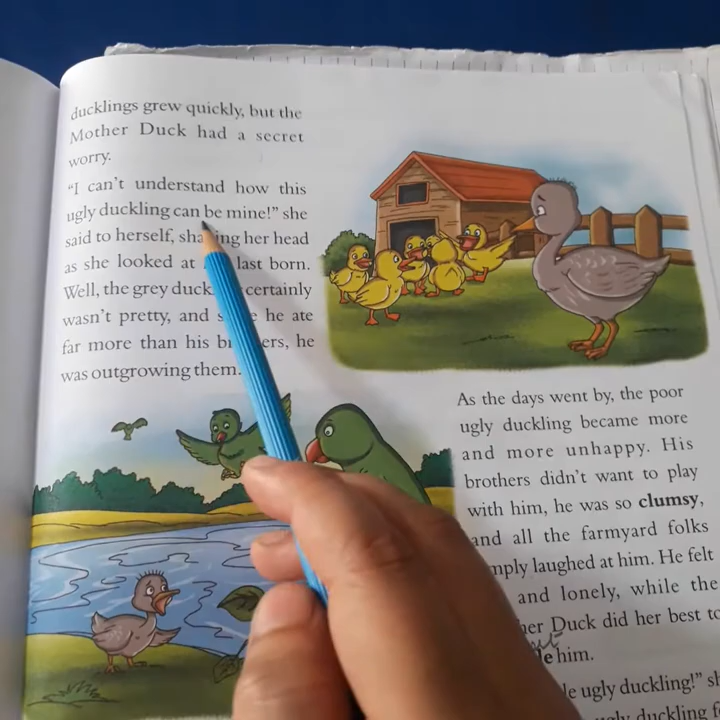 ducklings grew quickly, but the
Mother Duck had a secret
worry.
"I can't understand how this
ugly duckling can be mine!" she
said to herself, shaking her head
as she looked at last born.
Well, the grey duck certainly
wasn't pretty, and he ate
far more than his brothers, he
was outgrowing them.
As the days went by, the poor
ugly duckling became more
and more unhappy. His
brothers didn't want to play
with him, he was so clumsy,
and all the farmyard folks
simply laughed at him. He felt
and lonely, while the
Duck did her best to
him.
ugly duckling!"
ugly duckling